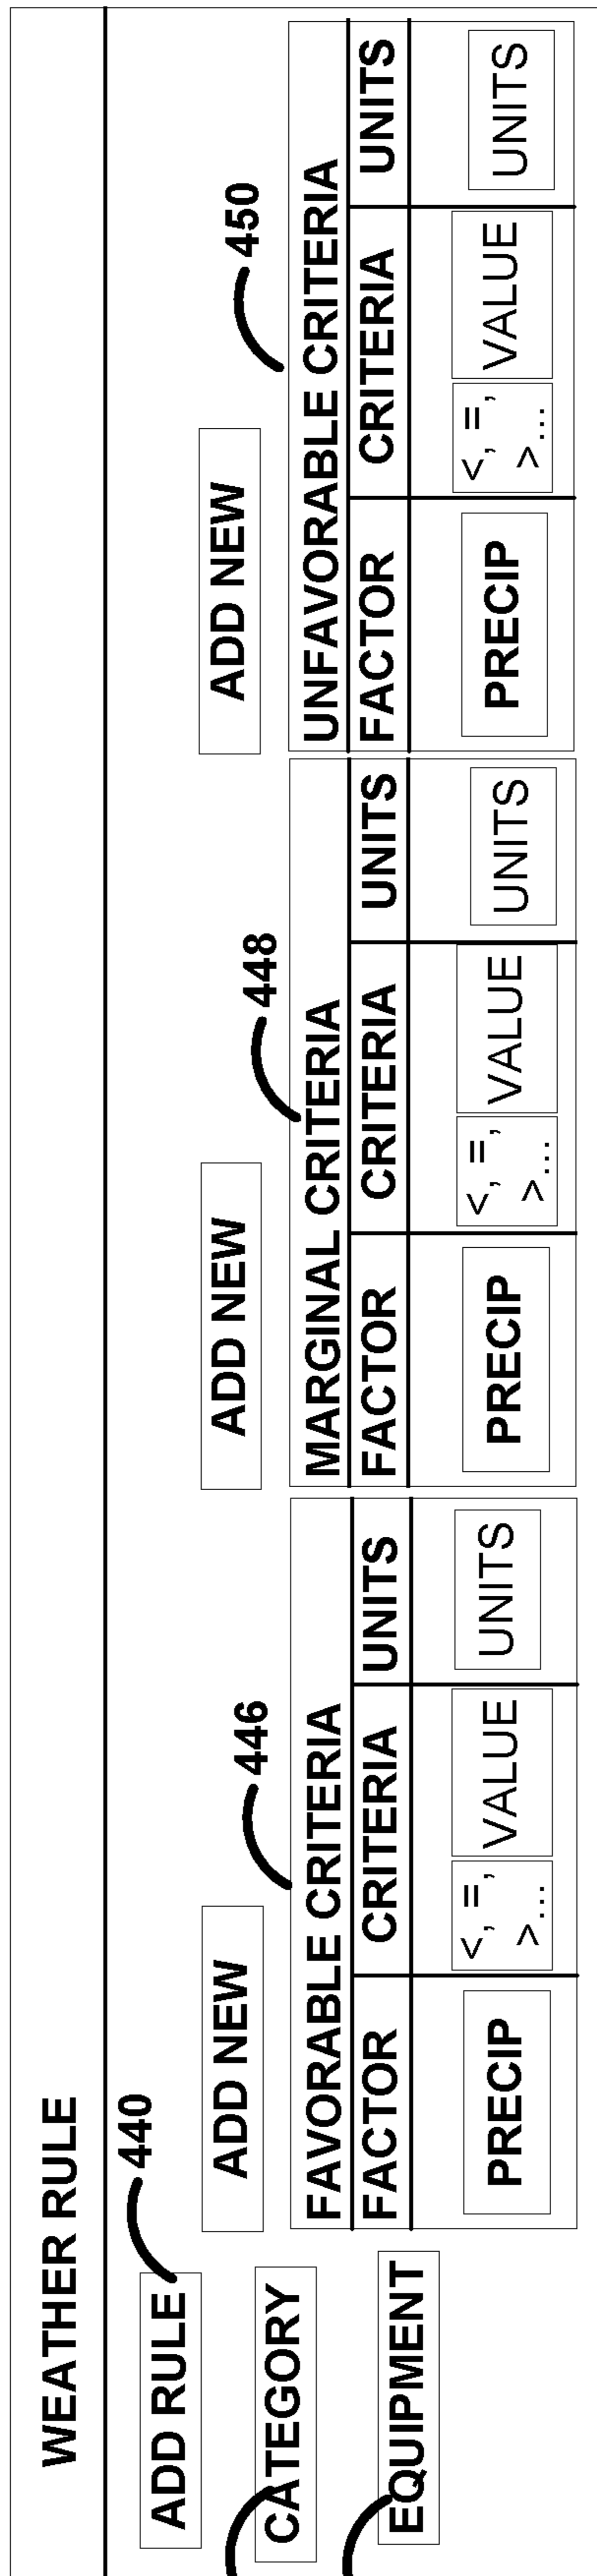 WEATHER RULE
ADD RULE
440
CATEGORY
EQUIPMENT
ADD NEW
446
FAVORABLE CRITERIA
FACTOR CRITERIA UNITS
PRECIP <, =, >... VALUE UNITS
ADD NEW
448
MARGINAL CRITERIA
FACTOR CRITERIA UNITS
PRECIP <, =, >... VALUE UNITS
ADD NEW
450
UNFAVORABLE CRITERIA
FACTOR CRITERIA UNITS
PRECIP <, =, >... VALUE UNITS